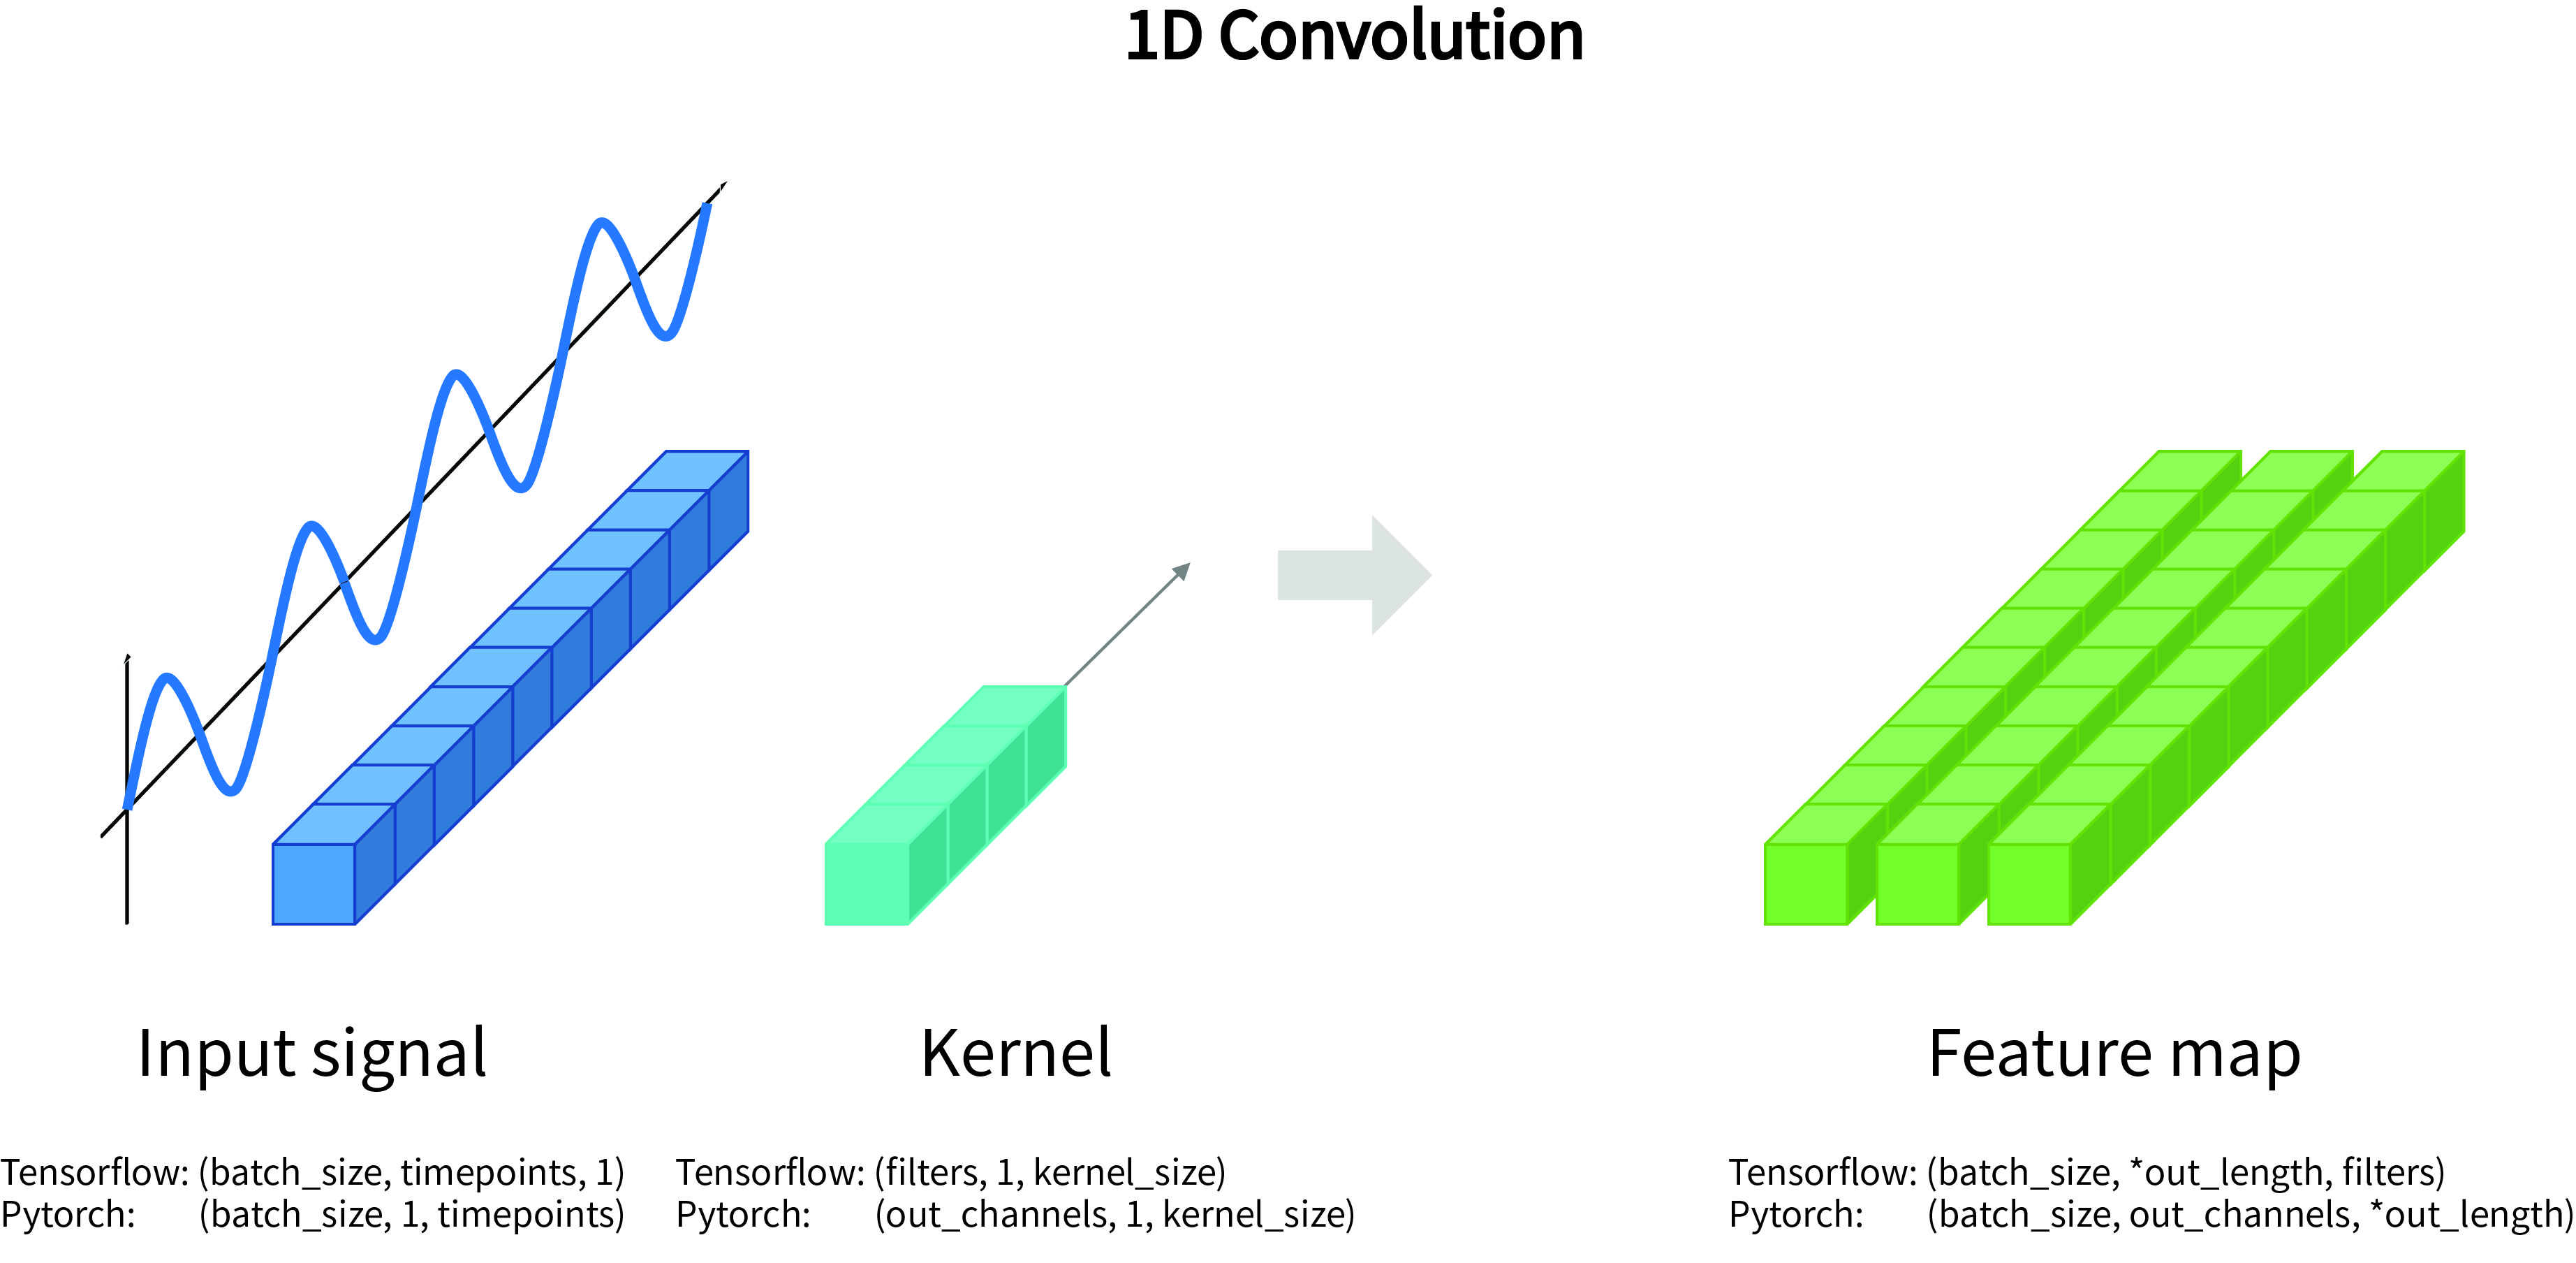 1D Convolution
Input signal
Kernel
Feature map
Tensorflow: (batch_size, timepoints, 1)
Pytorch: (batch_size, 1, timepoints)
Tensorflow: (filters, 1, kernel_size)
Pytorch: (out_channels, 1, kernel_size)
Tensorflow: (batch_size, *out_length, filters)
Pytorch: (batch_size, out_channels, *out_length)